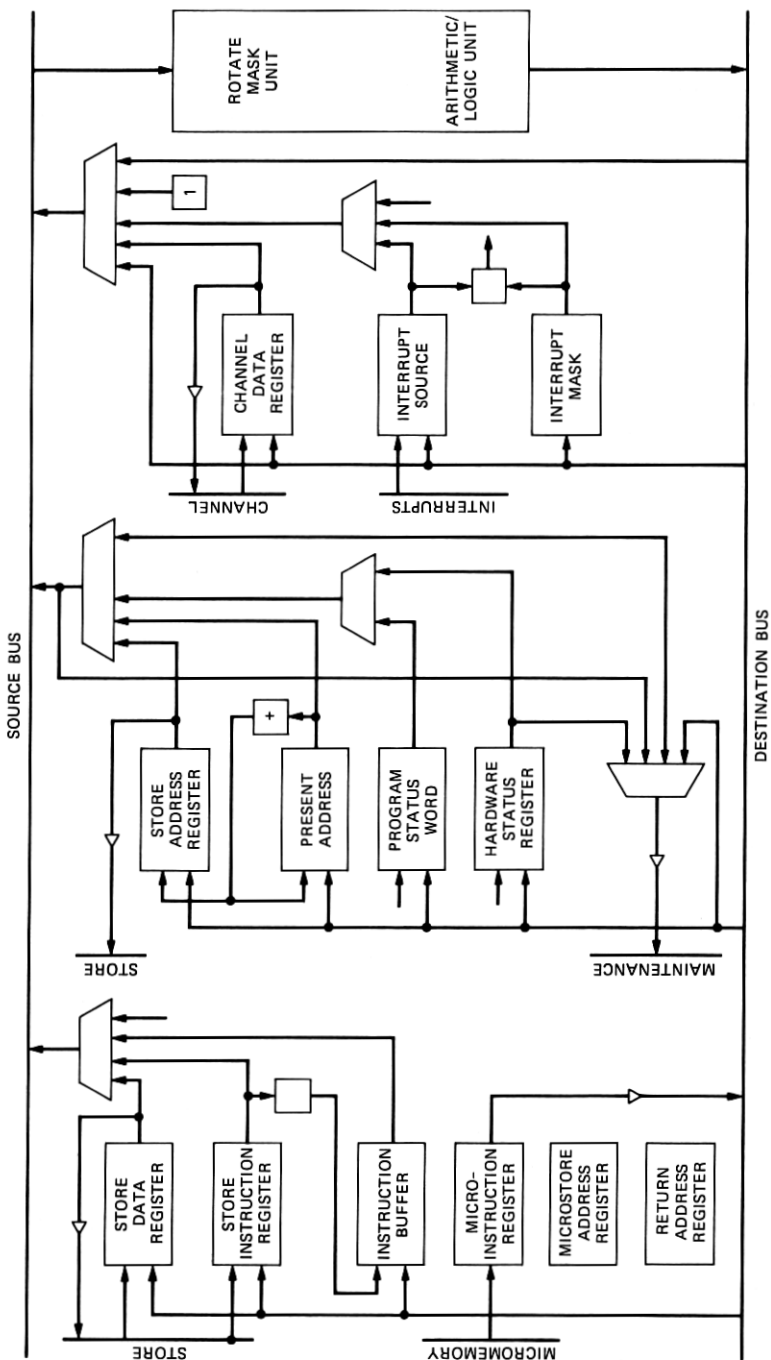 SOURCE BUS
STORE
STORE
DATA
REGISTER
STORE
INSTRUCTION
REGISTER
INSTRUCTION
BUFFER
MICROMEMORY
MICRO-
INSTRUCTION
REGISTER
MICROSTORE
ADDRESS
REGISTER
RETURN
ADDRESS
REGISTER
STORE
STORE
ADDRESS
REGISTER
+
PRESENT
ADDRESS
PROGRAM
STATUS
WORD
HARDWARE
STATUS
REGISTER
MAINTENANCE
CHANNEL
CHANNEL
DATA
REGISTER
1
INTERRUPTS
INTERRUPT
SOURCE
INTERRUPT
MASK
ROTATE
MASK
UNIT
ARITHMETIC/
LOGIC UNIT
DESTINATION BUS